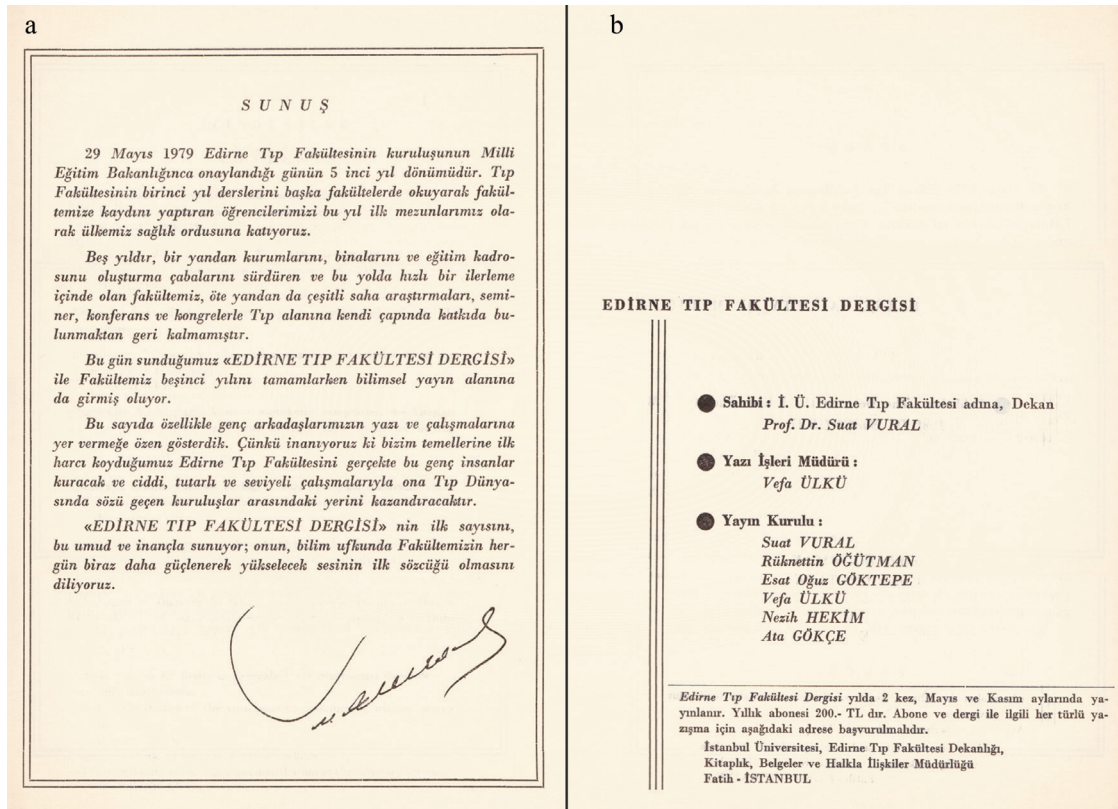 a
SUNUŞ
29 Mayıs 1979 Edirne Tıp Fakültesinin kuruluşunun Milli
Eğitim Bakanlığınca onaylandığı günün 5 inci yıl dönümüdür. Tıp
Fakültesinin birinci yıl derslerini başka fakültelerde okuyarak fakül-
temize kaydını yaptıran öğrencilerimizi bu yıl ilk mezunlarımız ola-
rak ülkemiz sağlık ordusuna katıyoruz.
Beş yıldır, bir yandan kurumlarını, binalarını ve eğitim kadro-
sunu oluşturma çabalarını sürdüren ve bu yolda hızlı bir ilerleme
içinde olan fakültemiz, öte yandan da çeşitli saha araştırmaları, semi-
ner, konferans ve kongrelerle Tıp alanına kendi çapında katkıda bu-
lunmaktan geri kalmamıştır.
Bu gün sunduğumuz «EDİRNE TIP FAKÜLTESİ DERGİSİ»
ile Fakültemiz beşinci yılını tamamlarken bilimsel yayın alanına
da girmiş oluyor.
Bu sayıda özellikle genç arkadaşlarımızın yazı ve çalışmalarına
yer vermeğe özen gösterdik. Çünkü inanıyoruz ki bizim temellerine ilk
harcı koyduğumuz Edirne Tıp Fakültesini gerçekte bu genç insanlar
kuracak ve ciddi, tutarlı ve seviyeli çalışmalarıyla ona Tıp Dünya-
sında sözü geçen kuruluşlar arasındaki yerini kazandıracaktır.
«EDİRNE TIP FAKÜLTESİ DERGİSİ» nin ilk sayısını,
bu umud ve inançla sunuyor; onun, bilim ufkunda Fakültemizin her-
gün biraz daha güçlenerek yükselecek sesinin ilk sözcüğü olmasını
diliyoruz.
b
EDİRNE TIP FAKÜLTESİ DERGİSİ
Sahibi : İ. Ü. Edirne Tıp Fakültesi adına, Dekan
Prof. Dr. Suat VURAL
Yazı İşleri Müdürü :
Vefa ÜLKÜ
Yayın Kurulu :
Suat VURAL
Rüknettin ÖĞÜTMAN
Esat Oğuz GÖKTEPE
Vefa ÜLKÜ
Nezih HEKİM
Ata GÖKÇE
Edirne Tıp Fakültesi Dergisi yılda 2 kez, Mayıs ve Kasım aylarında ya-
yınlanır. Yıllık abonesi 200.- TL dır. Abone ve dergi ile ilgili her türlü ya-
zışma için aşağıdaki adrese başvurulmalıdır.
İstanbul Üniversitesi, Edirne Tıp Fakültesi Dekanlığı,
Kitaplık, Belgeler ve Halkla İlişkiler Müdürlüğü
Fatih - İSTANBUL